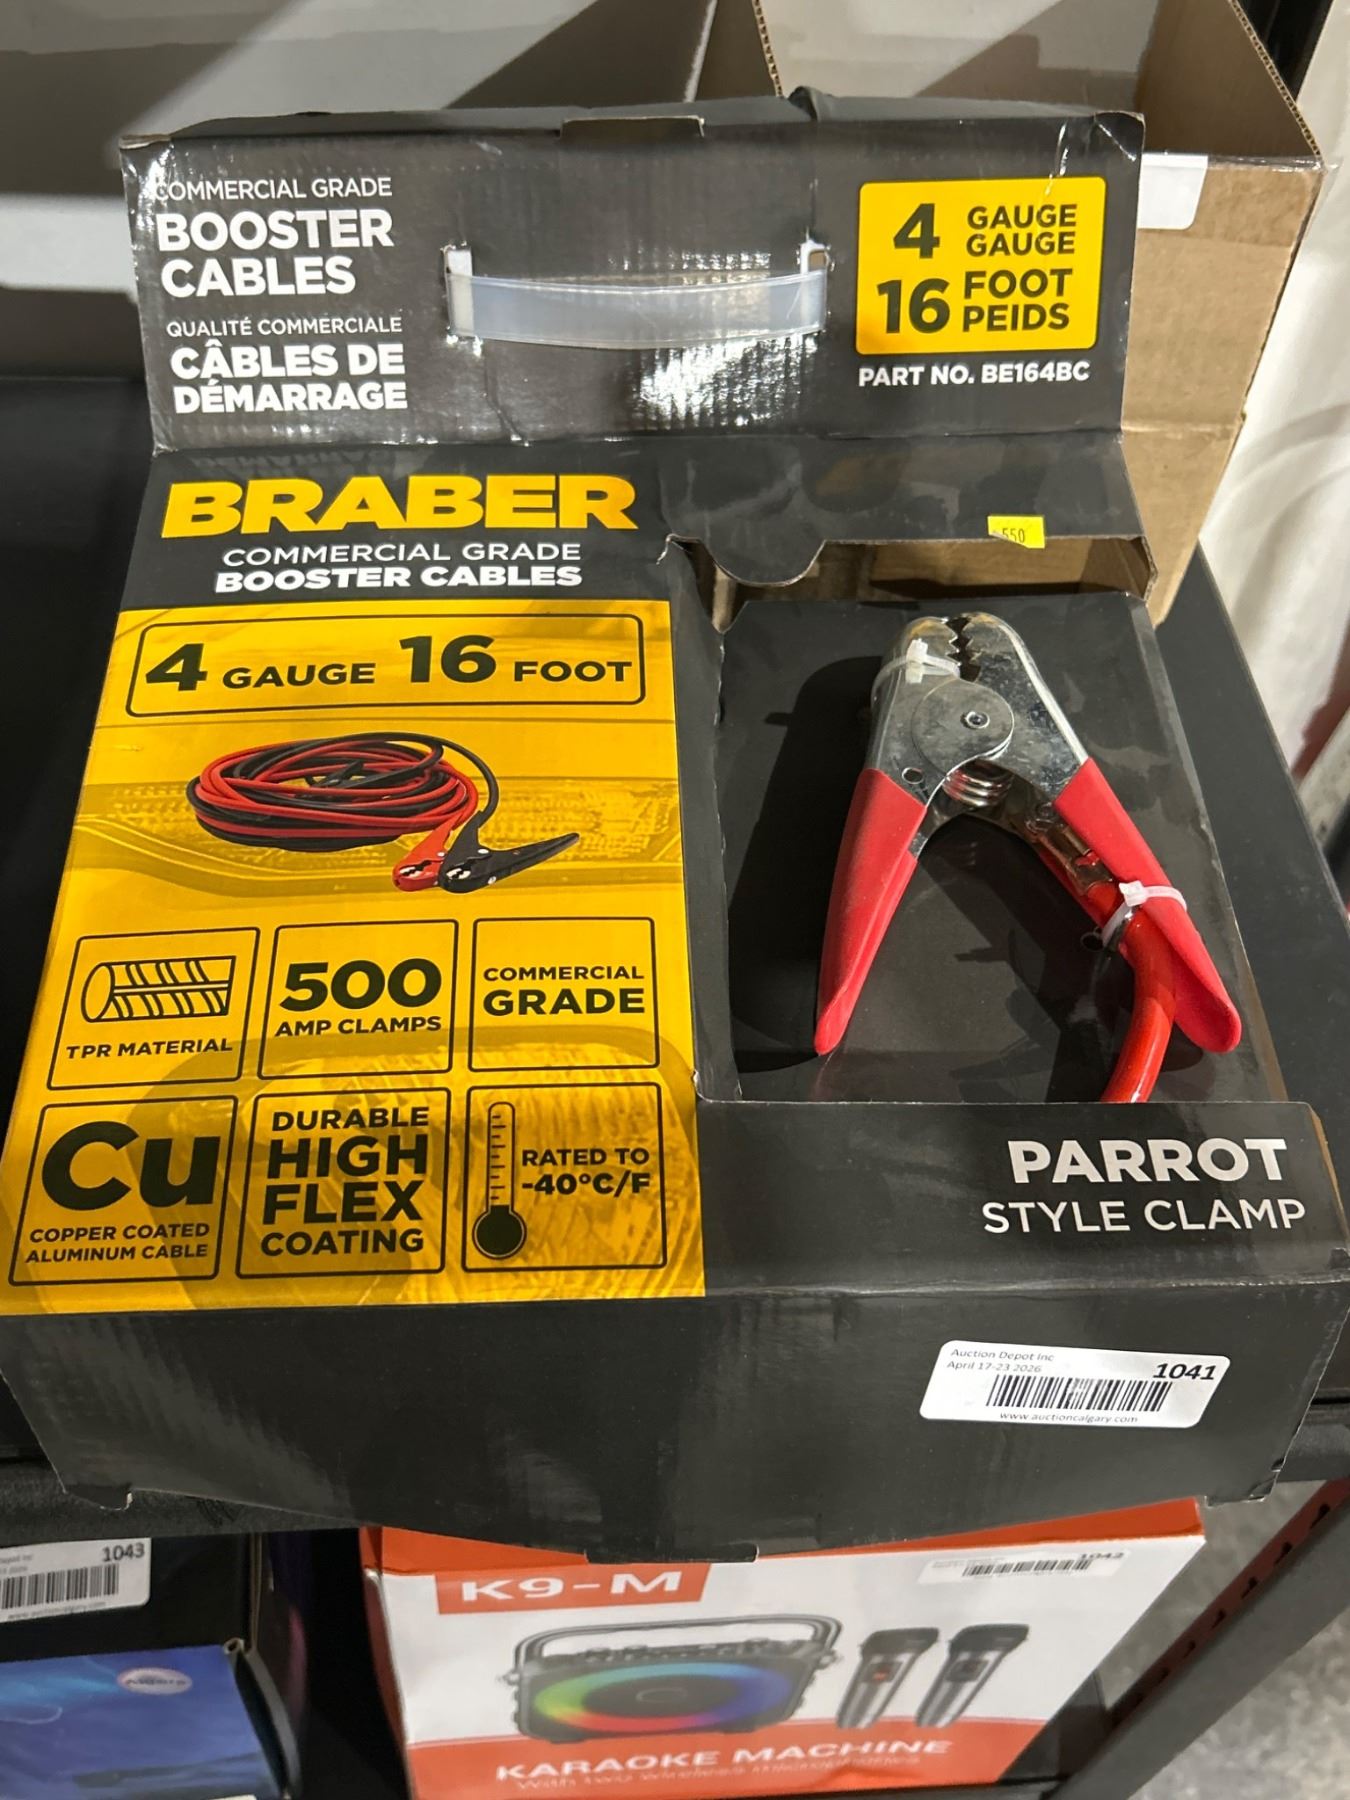 COMMERCIAL GRADE
BOOSTER
CABLES
QUALITÉ COMMERCIALE
CÂBLES DE
DÉMARRAGE
4 GAUGE
GAUGE
16 FOOT
PEIDS
PART NO. BE164BC
BRABER
COMMERCIAL GRADE
BOOSTER CABLES
550
4 GAUGE 16 FOOT
TPR MATERIAL
500
AMP CLAMPS
COMMERCIAL
GRADE
Cu
COPPER COATED
ALUMINUM CABLE
DURABLE
HIGH
FLEX
COATING
RATED TO
-40°C/F
PARROT
STYLE CLAMP
Auction Depot Inc
April 17-23 2026
1041
www.auctioncalgary.com
1043
K9-M
1042
KARAOKE MACHINE